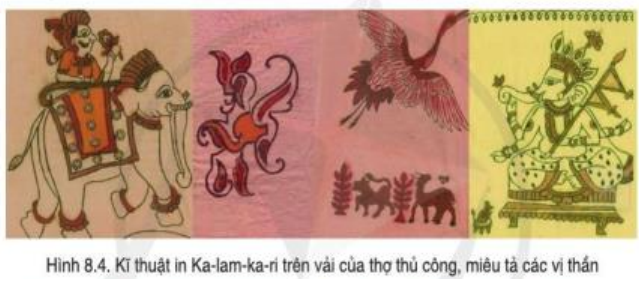 Hình 8.4. Kĩ thuật in Ka-lam-ka-ri trên vải của thợ thủ công, miêu tả các vị thần